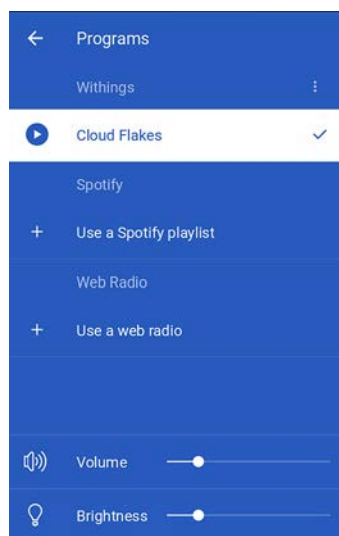 Programs
Withings
Cloud Flakes
Spotify
Use a Spotify playlist
Web Radio
Use a web radio
Volume
Brightness